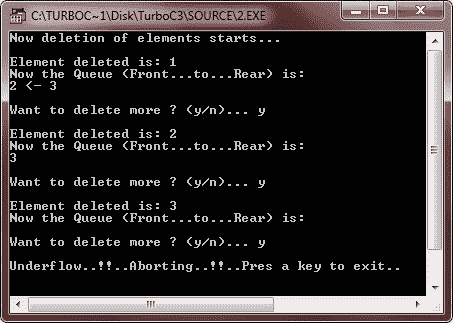 C:\TURBOC~1\Disk\TurboC3\SOURCE\2.EXE
Now deletion of elements starts...
Element deleted is: 1
Now the Queue (Front...to...Rear) is:
2 <- 3
Want to delete more ? (y/n)... y
Element deleted is: 2
Now the Queue (Front...to...Rear) is:
3
Want to delete more ? (y/n)... y
Element deleted is: 3
Now the Queue (Front...to...Rear) is:
Want to delete more ? (y/n)... y
Underflow..!!..Aborting..!!..Pres a key to exit..